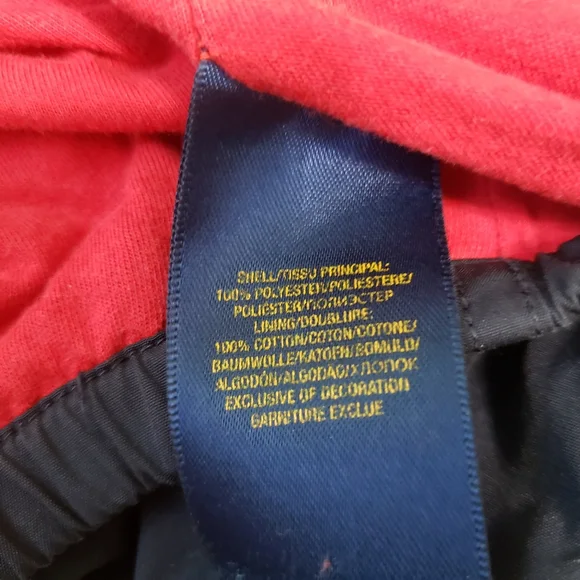 SHELL/TISSU PRINCIPAL:
100% POLYESTER/POLIESTERE/
POLIESTER/ПОЛИЭСТЕР
LINING/DOUBLURE:
100% COTTON/COTON/COTONE/
BAUMWOLLE/KATOEN/BOMULD/
ALGODÓN/ALGODAO/ХЛОПОК
EXCLUSIVE OF DECORATION
GARNITURE EXCLUE